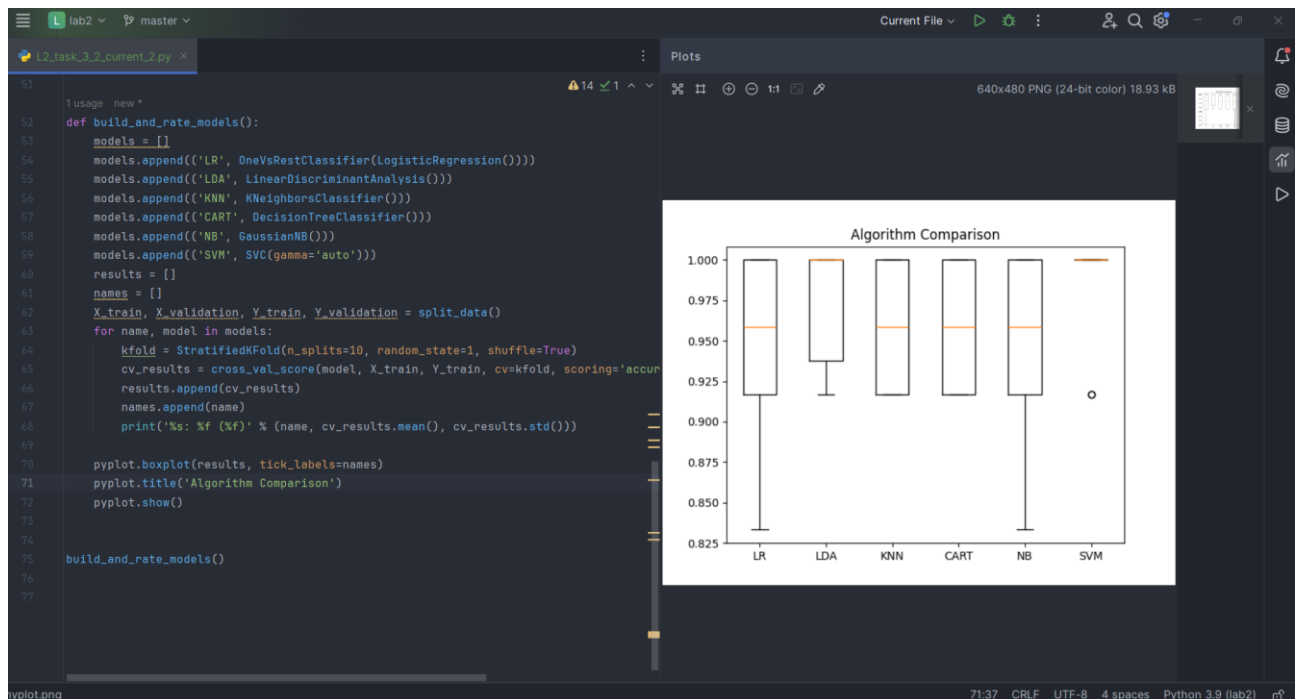 L lab2 master Current File
L2_task_3_2_current_2.py
Plots
51
14 1
1:1
640x480 PNG (24-bit color) 18.93 kB
1 usage new *
52 def build_and_rate_models():
53 models = []
54 models.append(('LR', OneVsRestClassifier(LogisticRegression())))
55 models.append(('LDA', LinearDiscriminantAnalysis()))
56 models.append(('KNN', KNeighborsClassifier()))
57 models.append(('CART', DecisionTreeClassifier()))
58 models.append(('NB', GaussianNB()))
59 models.append(('SVM', SVC(gamma='auto')))
60 results = []
61 names = []
62 X_train, X_validation, Y_train, Y_validation = split_data()
63 for name, model in models:
64 kfold = StratifiedKFold(n_splits=10, random_state=1, shuffle=True)
65 cv_results = cross_val_score(model, X_train, Y_train, cv=kfold, scoring='accur
66 results.append(cv_results)
67 names.append(name)
68 print('%s: %f (%f)' % (name, cv_results.mean(), cv_results.std()))
69
70 pyplot.boxplot(results, tick_labels=names)
71 pyplot.title('Algorithm Comparison')
72 pyplot.show()
73
74
75 build_and_rate_models()
76
77
Algorithm Comparison
1.000
0.975
0.950
0.925
0.900
0.875
0.850
0.825
LR LDA KNN CART NB SVM
yplot.png
71:37 CRLF UTF-8 4 spaces Python 3.9 (lab2)